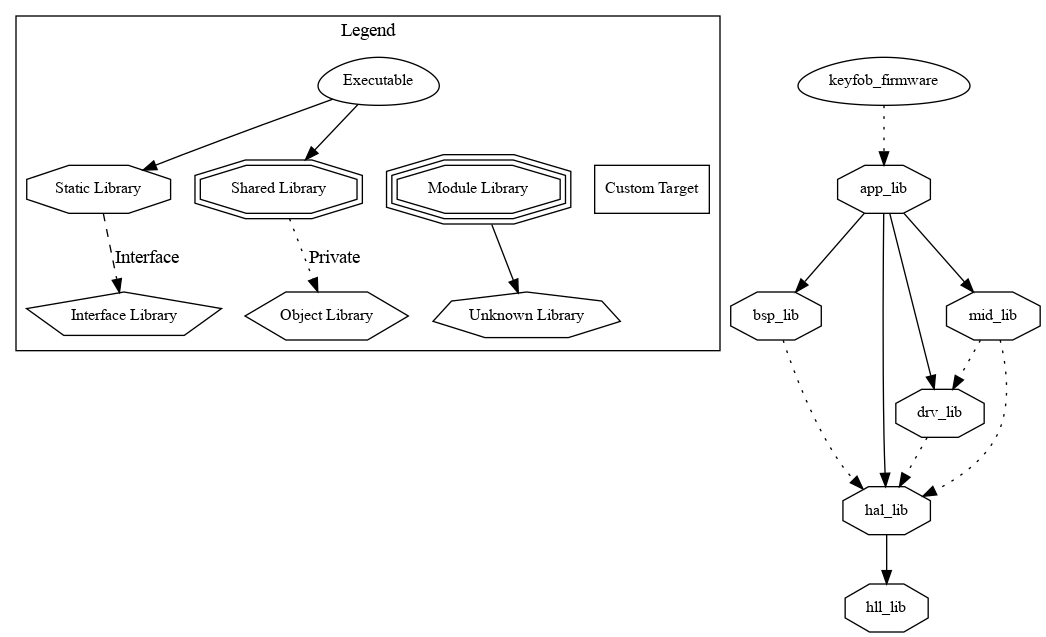 Legend
Executable
Static Library
Shared Library
Module Library
Custom Target
Interface
Private
Interface Library
Object Library
Unknown Library
keyfob_firmware
app_lib
bsp_lib
mid_lib
drv_lib
hal_lib
hll_lib